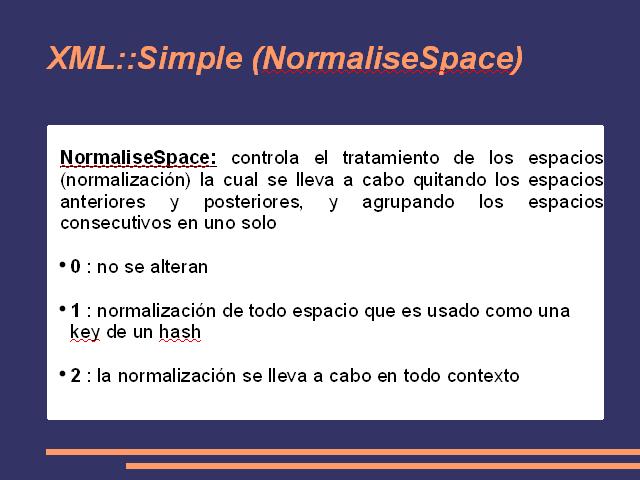 XML::Simple (NormaliseSpace)
NormaliseSpace: controla el tratamiento de los espacios
(normalización) la cual se lleva a cabo quitando los espacios
anteriores y posteriores, y agrupando los espacios
consecutivos en uno solo
• 0 : no se alteran
• 1 : normalización de todo espacio que es usado como una
key de un hash
• 2 : la normalización se lleva a cabo en todo contexto